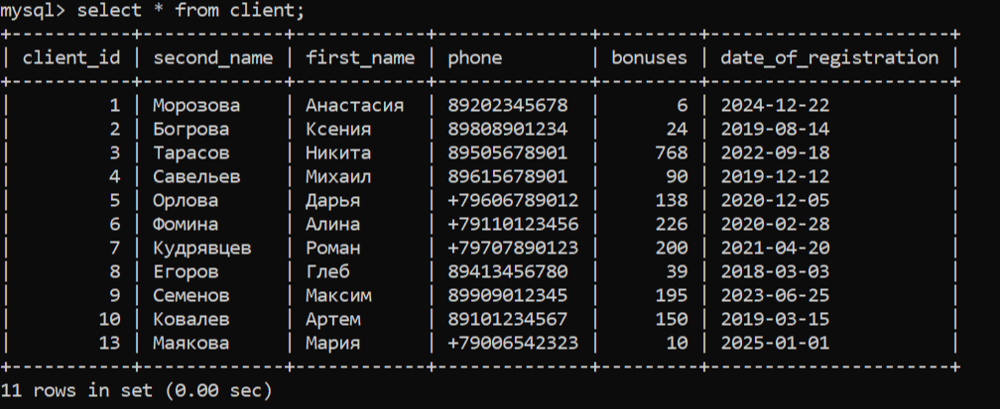 mysql> select * from client;
+-----------+-------------+------------+--------------+---------+----------------------+
| client_id | second_name | first_name | phone        | bonuses | date_of_registration |
+-----------+-------------+------------+--------------+---------+----------------------+
|         1 | Морозова    | Анастасия  | 89202345678  |       6 | 2024-12-22           |
|         2 | Богрова     | Ксения     | 89808901234  |      24 | 2019-08-14           |
|         3 | Тарасов     | Никита     | 89505678901  |     768 | 2022-09-18           |
|         4 | Савельев    | Михаил     | 89615678901  |      90 | 2019-12-12           |
|         5 | Орлова      | Дарья      | +79606789012 |     138 | 2020-12-05           |
|         6 | Фомина      | Алина      | +79110123456 |     226 | 2020-02-28           |
|         7 | Кудрявцев   | Роман      | +79707890123 |     200 | 2021-04-20           |
|         8 | Егоров      | Глеб       | 89413456780  |      39 | 2018-03-03           |
|         9 | Семенов     | Максим     | 89909012345  |     195 | 2023-06-25           |
|        10 | Ковалев     | Артем      | 89101234567  |     150 | 2019-03-15           |
|        13 | Маякова     | Мария      | +79006542323 |      10 | 2025-01-01           |
+-----------+-------------+------------+--------------+---------+----------------------+
11 rows in set (0.00 sec)